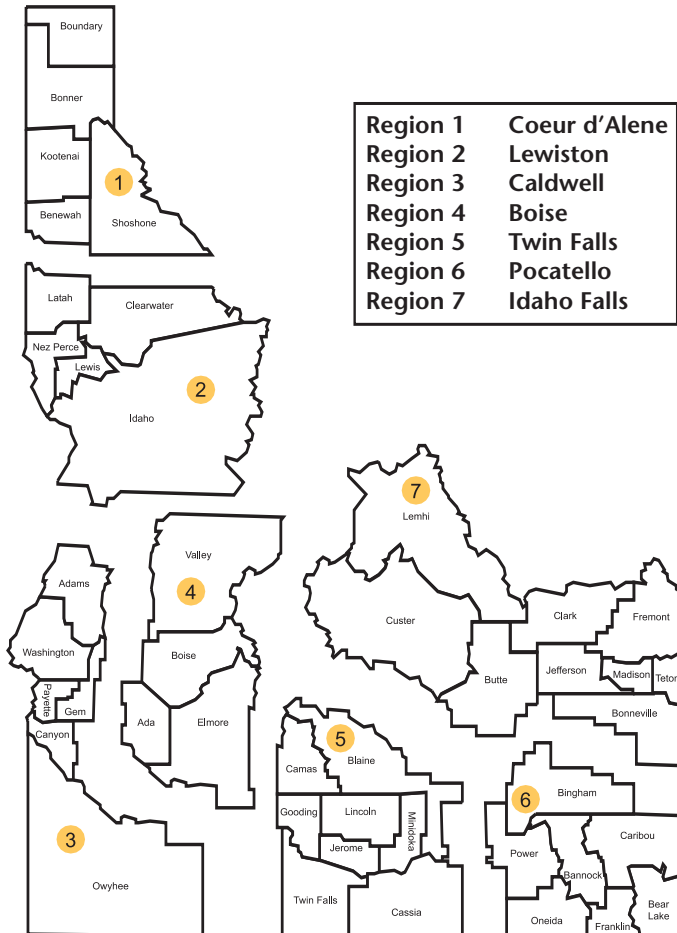 Boundary
Bonner
Kootenai
1
Benewah
Shoshone
Region 1 Coeur d’Alene
Region 2 Lewiston
Region 3 Caldwell
Region 4 Boise
Region 5 Twin Falls
Region 6 Pocatello
Region 7 Idaho Falls
Latah
Clearwater
Nez Perce
Lewis
2
Idaho
7
Lemhi
Adams
Valley
4
Washington
Boise
Payette
Gem
Ada
Elmore
Canyon
3
Owyhee
Custer
Clark
Fremont
Butte
Jefferson
Madison
Teton
Bonneville
5
Blaine
Camas
Gooding
Lincoln
Minidoka
Jerome
Twin Falls
Cassia
6
Bingham
Power
Caribou
Bannock
Oneida
Franklin
Bear
Lake